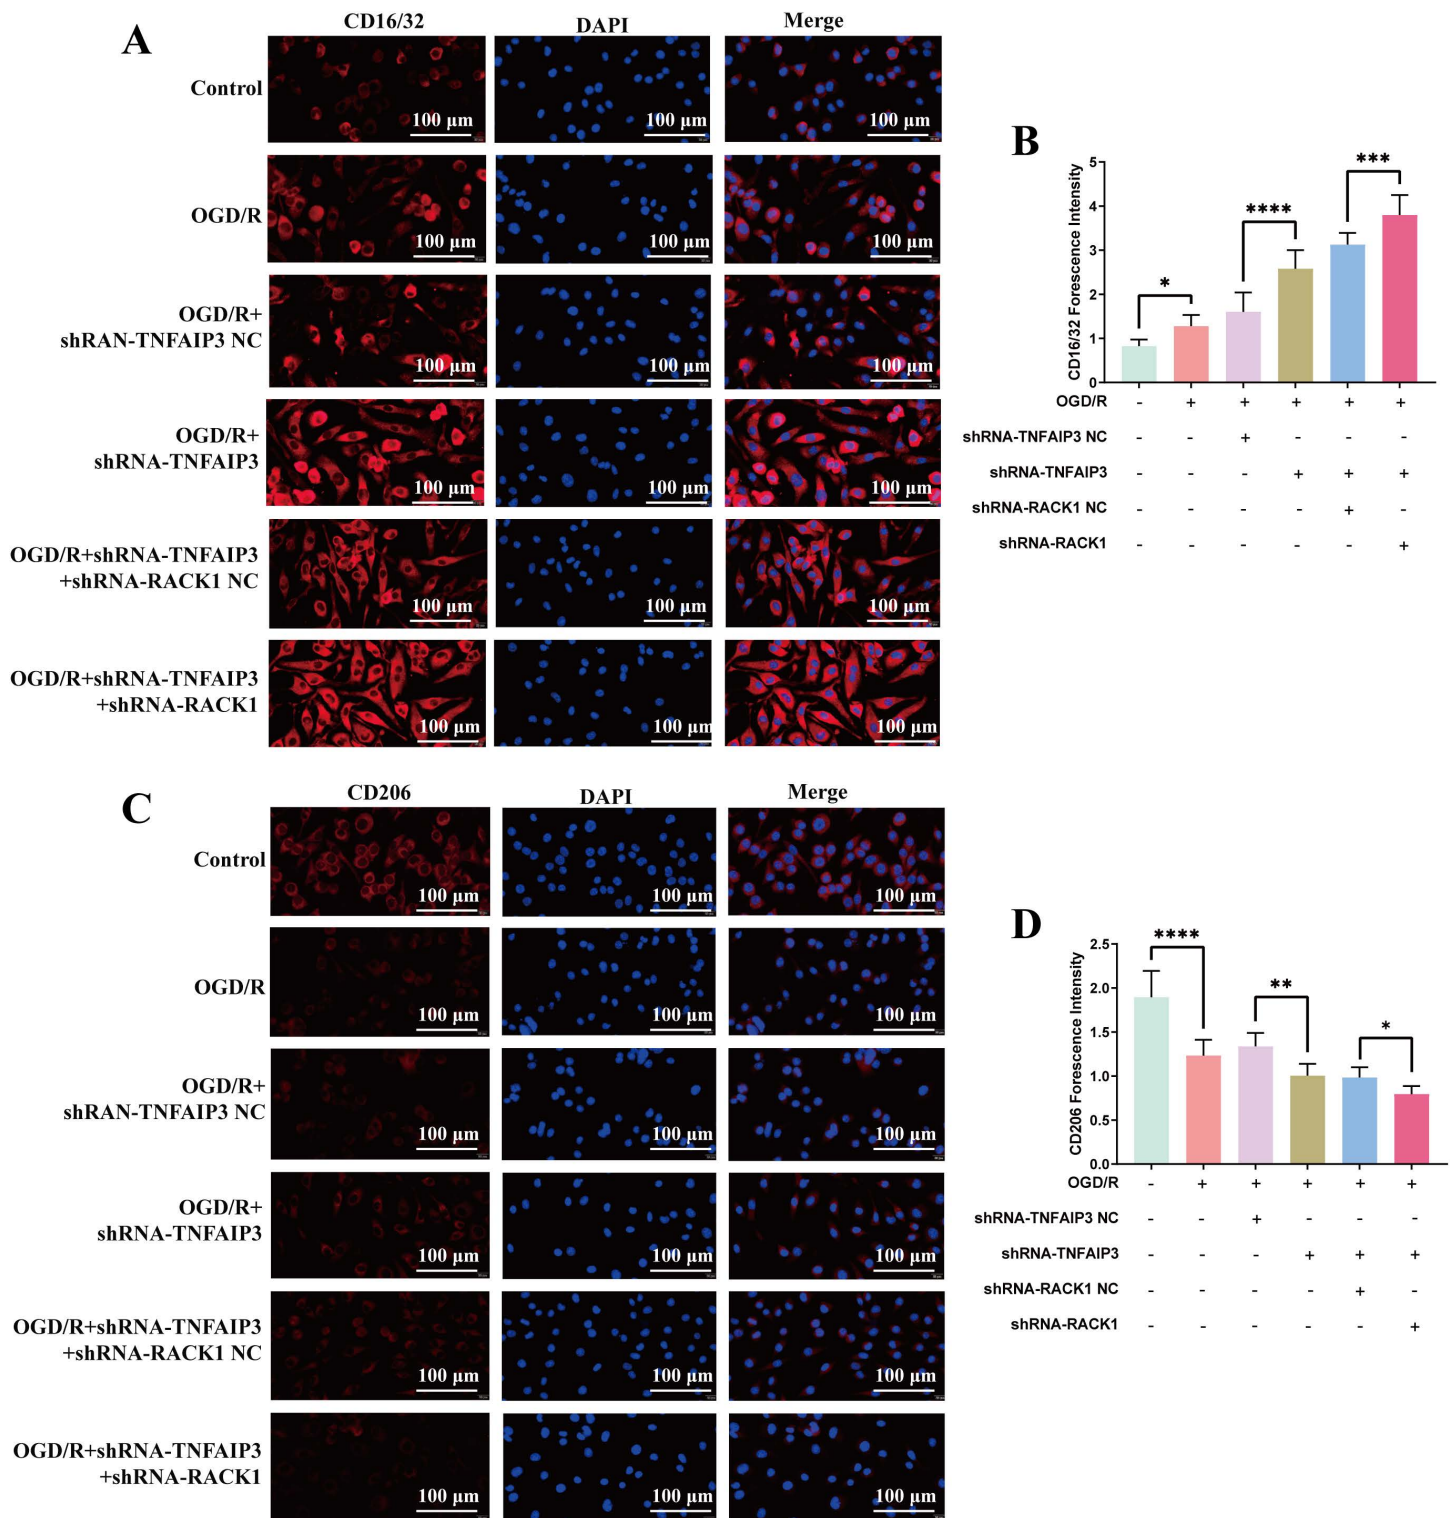 A
CD16/32 DAPI Merge
Control
100 μm 100 μm 100 μm
OGD/R
100 μm 100 μm 100 μm
OGD/R+
shRAN-TNFAIP3 NC
100 μm 100 μm 100 μm
OGD/R+
shRNA-TNFAIP3
100 μm 100 μm 100 μm
OGD/R+shRNA-TNFAIP3
+shRNA-RACK1 NC
100 μm 100 μm 100 μm
OGD/R+shRNA-TNFAIP3
+shRNA-RACK1
100 μm 100 μm 100 μm
B
CD16/32 Forescence Intensity
5
4
3
2
1
0
* **** ***
OGD/R - + + + + +
shRNA-TNFAIP3 NC - - + - - -
shRNA-TNFAIP3 - - - + + +
shRNA-RACK1 NC - - - - + -
shRNA-RACK1 - - - - - +
C
CD206 DAPI Merge
Control
100 μm 100 μm 100 μm
OGD/R
100 μm 100 μm 100 μm
OGD/R+
shRAN-TNFAIP3 NC
100 μm 100 μm 100 μm
OGD/R+
shRNA-TNFAIP3
100 μm 100 μm 100 μm
OGD/R+shRNA-TNFAIP3
+shRNA-RACK1 NC
100 μm 100 μm 100 μm
OGD/R+shRNA-TNFAIP3
+shRNA-RACK1
100 μm 100 μm 100 μm
D
CD206 Forescence Intensity
2.5
2.0
1.5
1.0
0.5
0.0
**** ** *
OGD/R - + + + + +
shRNA-TNFAIP3 NC - - + - - -
shRNA-TNFAIP3 - - - + + +
shRNA-RACK1 NC - - - - + -
shRNA-RACK1 - - - - - +